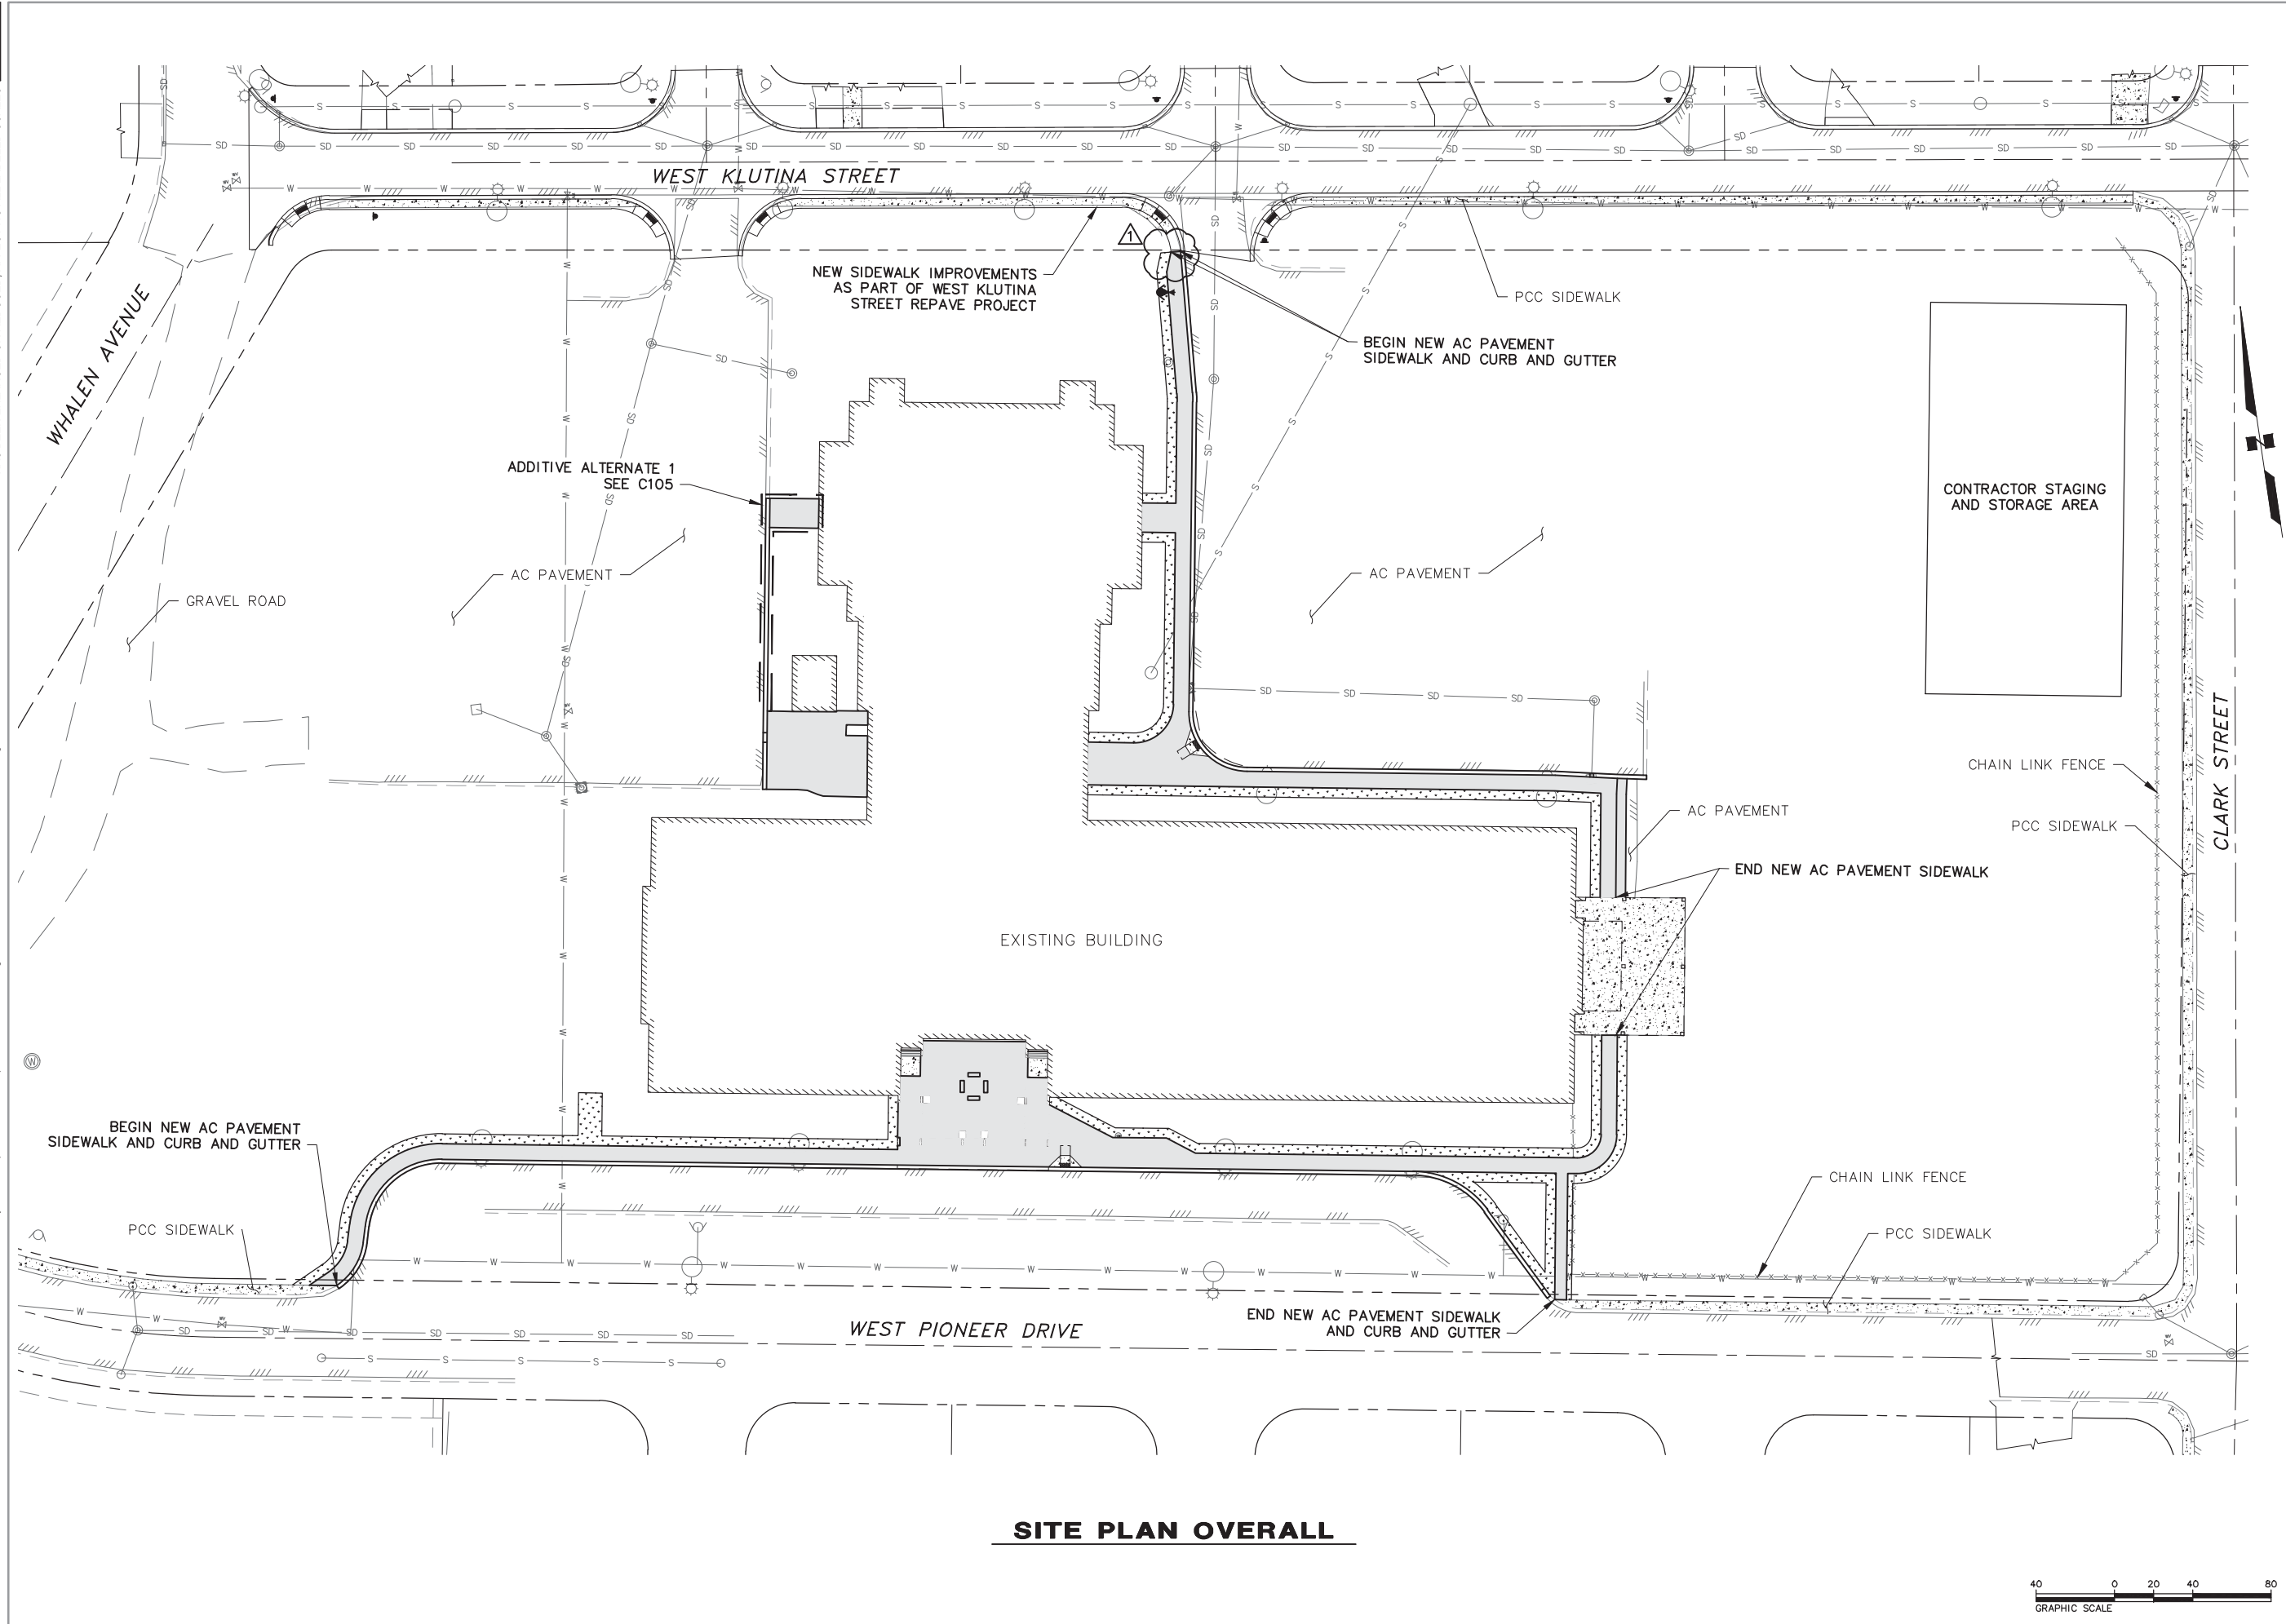 WEST KLUTINA STREET
1
NEW SIDEWALK IMPROVEMENTS
AS PART OF WEST KLUTINA
STREET REPAVE PROJECT
PCC SIDEWALK
BEGIN NEW AC PAVEMENT
SIDEWALK AND CURB AND GUTTER
WHALEN AVENUE
ADDITIVE ALTERNATE 1
SEE C105
CONTRACTOR STAGING
AND STORAGE AREA
AC PAVEMENT
AC PAVEMENT
GRAVEL ROAD
CLARK STREET
CHAIN LINK FENCE
AC PAVEMENT
PCC SIDEWALK
END NEW AC PAVEMENT SIDEWALK
EXISTING BUILDING
BEGIN NEW AC PAVEMENT
SIDEWALK AND CURB AND GUTTER
CHAIN LINK FENCE
PCC SIDEWALK
PCC SIDEWALK
END NEW AC PAVEMENT SIDEWALK
AND CURB AND GUTTER
WEST PIONEER DRIVE
SITE PLAN OVERALL
40 0 20 40 80
GRAPHIC SCALE